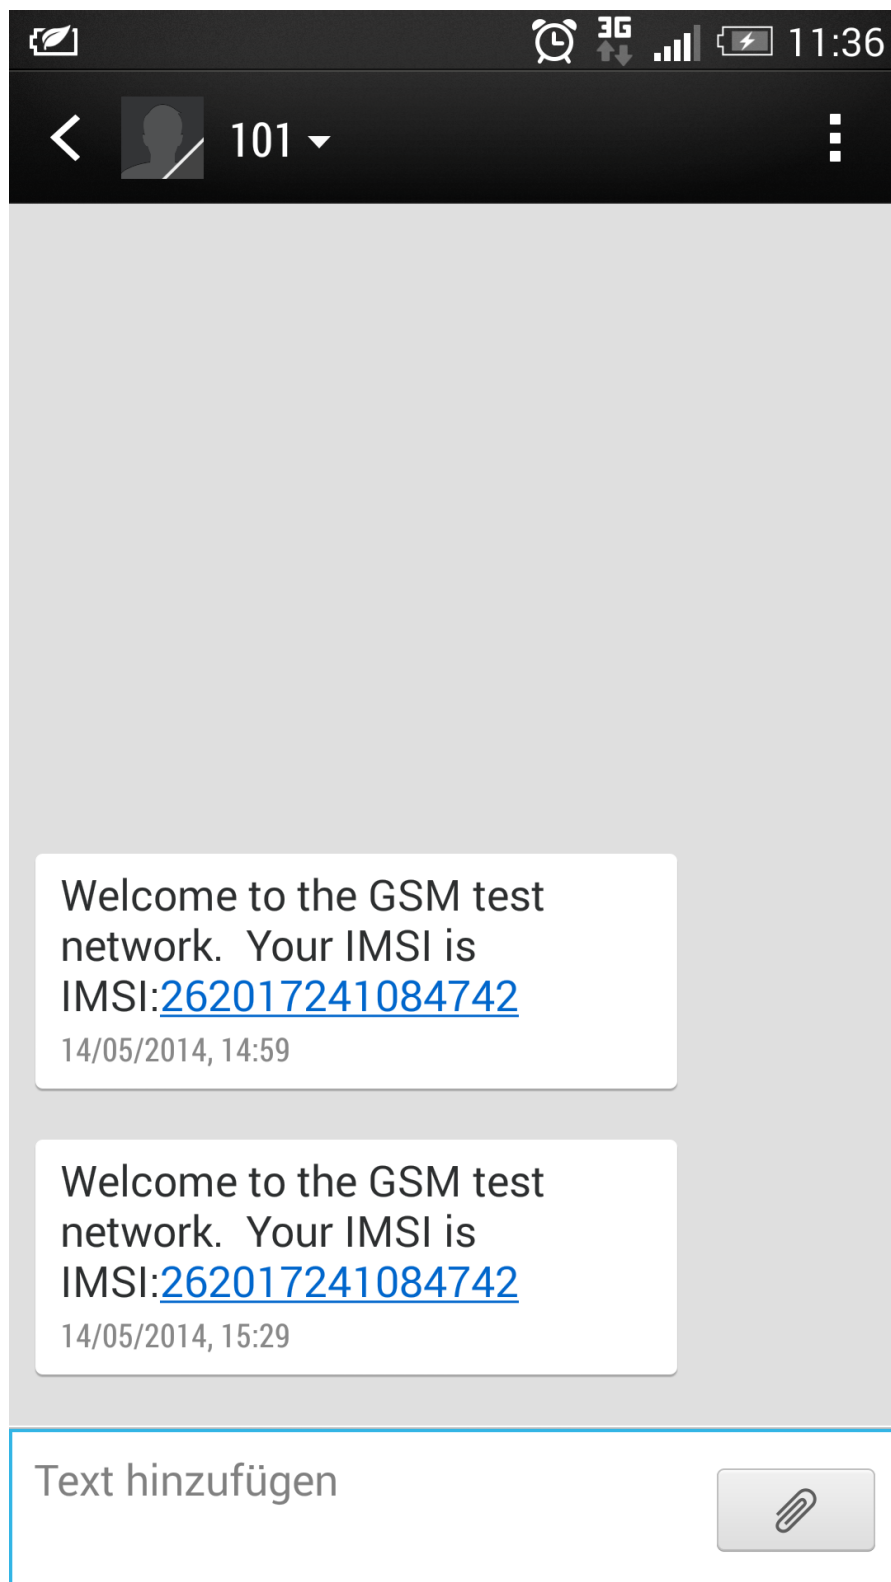 3G 11:36
101
Welcome to the GSM test
network.  Your IMSI is
IMSI:262017241084742
14/05/2014, 14:59
Welcome to the GSM test
network.  Your IMSI is
IMSI:262017241084742
14/05/2014, 15:29
Text hinzufügen